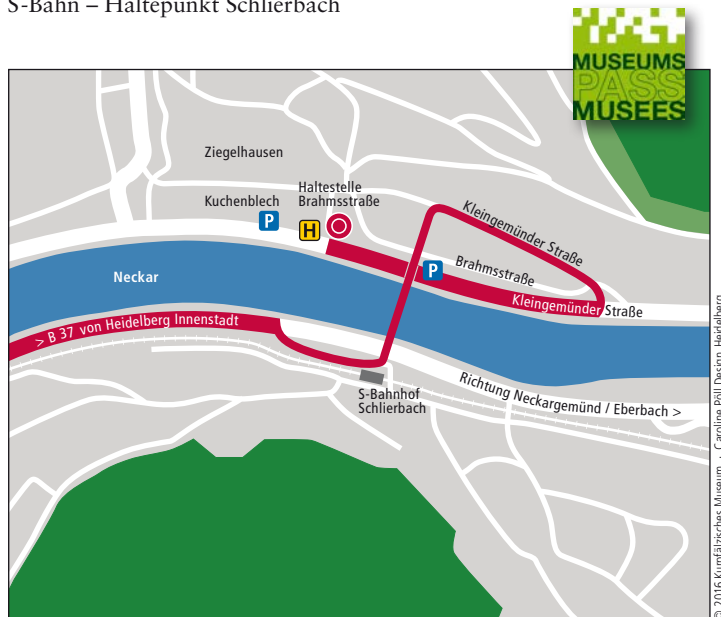 S-Bahn – Haltepunkt Schlierbach
MUSEUMS
PASS
MUSEES
Ziegelhausen
Kuchenblech
P
Haltestelle
Brahmsstraße
H
Kleingemünder Straße
Brahmsstraße
P
Kleingemünder Straße
Neckar
> B 37 von Heidelberg Innenstadt
S-Bahnhof
Schlierbach
Richtung Neckargemünd / Eberbach >
© 2016 Kurpfälzisches Museum · Caroline Pöll Design, Heidelberg